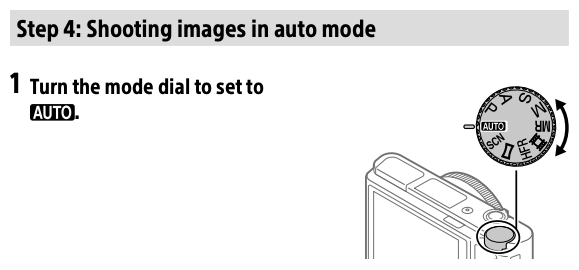 Step 4: Shooting images in auto mode
1 Turn the mode dial to set to
AUTO.
P
A
S
M
MR
HFR
SCN
AUTO